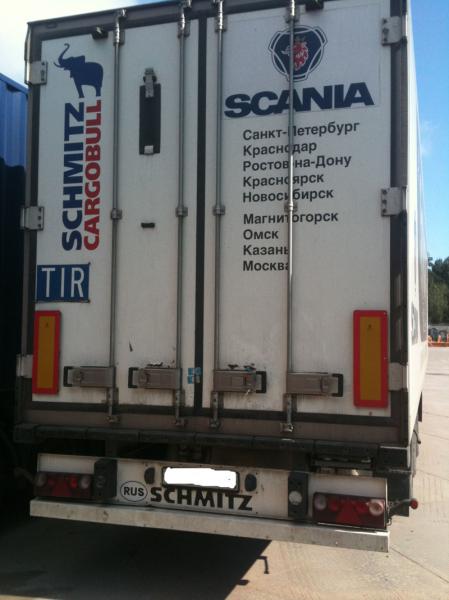 SCHMITZ
CARGOBULL
TIR
SCANIA
Санкт-Петербург
Краснодар
Ростов-на-Дону
Красноярск
Новосибирск
Магнитогорск
Омск
Казань
Москва
RUS
SCHMITZ